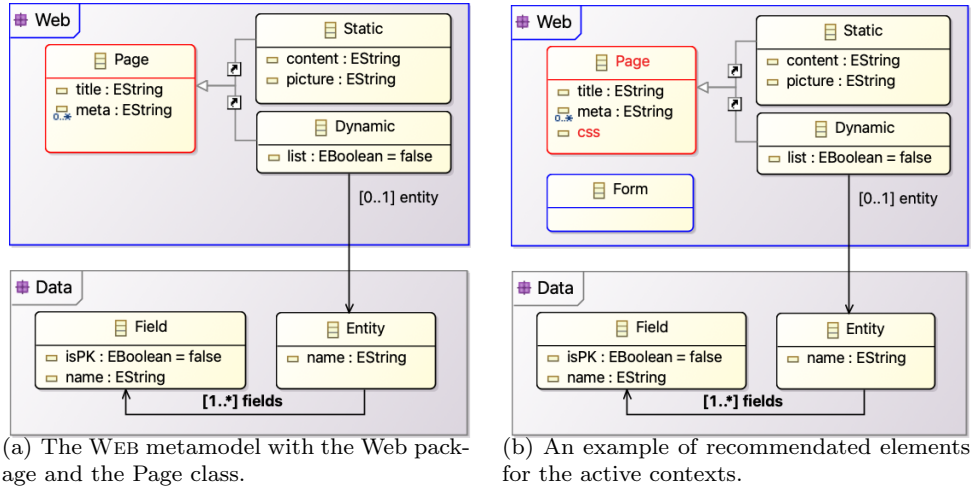 Web
Static
content : EString
picture : EString
Page
title : EString
meta : EString
0..*
Dynamic
list : EBoolean = false
[0..1] entity
Data
Field
isPK : EBoolean = false
name : EString
Entity
name : EString
[1..*] fields
(a) The WEB metamodel with the Web pack-
age and the Page class.
Web
Static
content : EString
picture : EString
Page
title : EString
meta : EString
0..*
css
Dynamic
list : EBoolean = false
Form
[0..1] entity
Data
Field
isPK : EBoolean = false
name : EString
Entity
name : EString
[1..*] fields
(b) An example of recommendated elements
for the active contexts.